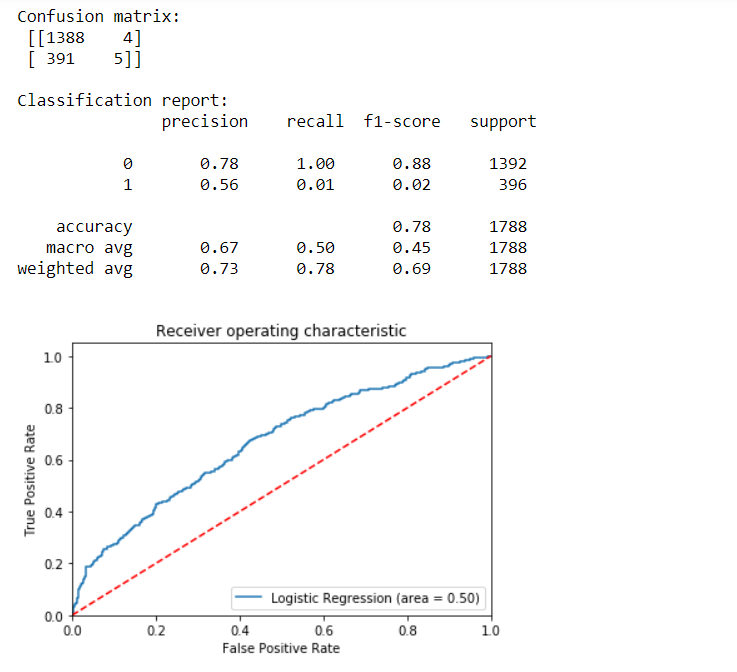 Confusion matrix:
[[1388 4]
[ 391 5]]
Classification report:
precision recall f1-score support
0 0.78 1.00 0.88 1392
1 0.56 0.01 0.02 396
accuracy 0.78 1788
macro avg 0.67 0.50 0.45 1788
weighted avg 0.73 0.78 0.69 1788
Receiver operating characteristic
1.0
0.8
0.6
0.4
0.2
0.0
True Positive Rate
Logistic Regression (area = 0.50)
0.0 0.2 0.4 0.6 0.8 1.0
False Positive Rate